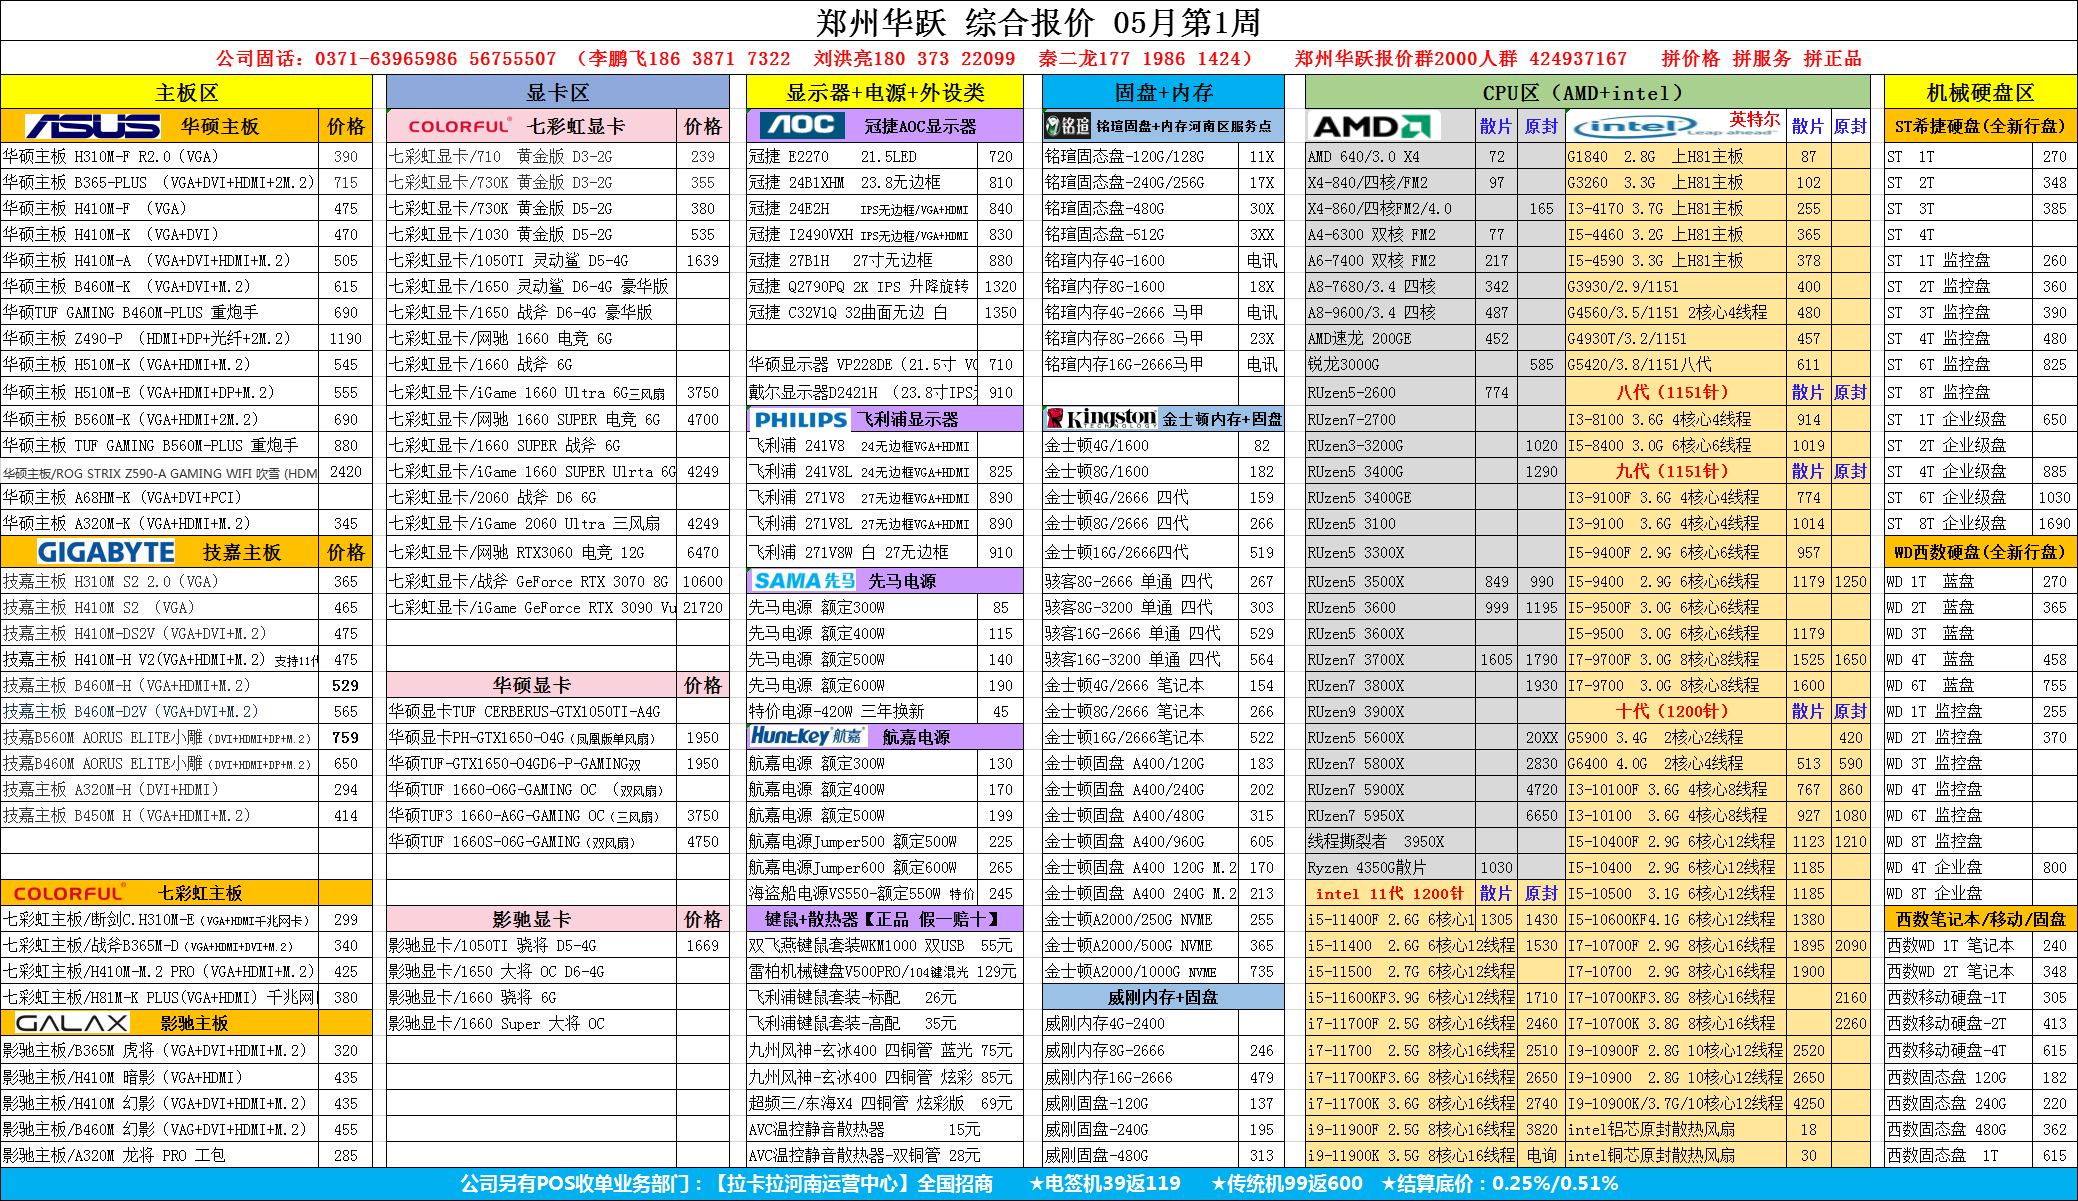 郑州华跃 综合报价 05月第1周
公司固话：0371-63965986 56755507 （李鹏飞186 3871 7322 刘洪亮180 373 22099 秦二龙177 1986 1424） 郑州华跃报价群2000人群 424937167 拼价格 拼服务 拼正品
主板区
ASUS 华硕主板 价格
华硕主板 H310M-F R2.0（VGA） 390
华硕主板 B365-PLUS （VGA+DVI+HDMI+2M.2） 715
华硕主板 H410M-F （VGA） 475
华硕主板 H410M-K （VGA+DVI） 470
华硕主板 H410M-A （VGA+DVI+HDMI+M.2） 505
华硕主板 B460M-K （VGA+DVI+M.2） 615
华硕TUF GAMING B460M-PLUS 重炮手 690
华硕主板 Z490-P （HDMI+DP+光纤+2M.2） 1190
华硕主板 H510M-K（VGA+HDMI+M.2） 545
华硕主板 H510M-E（VGA+HDMI+DP+M.2） 555
华硕主板 B560M-K（VGA+HDMI+2M.2） 690
华硕主板 TUF GAMING B560M-PLUS 重炮手 880
华硕主板/ROG STRIX Z590-A GAMING WIFI 吹雪 (HDM 2420
华硕主板 A68HM-K（VGA+DVI+PCI）
华硕主板 A320M-K（VGA+HDMI+M.2） 345
GIGABYTE 技嘉主板 价格
技嘉主板 H310M S2 2.0（VGA） 365
技嘉主板 H410M S2 （VGA） 465
技嘉主板 H410M-DS2V（VGA+DVI+M.2） 475
技嘉主板 H410M-H V2(VGA+HDMI+M.2) 支持11代 475
技嘉主板 B460M-H（VGA+HDMI+M.2） 529
技嘉主板 B460M-D2V（VGA+DVI+M.2） 565
技嘉B560M AORUS ELITE小雕（DVI+HDMI+DP+M.2） 759
技嘉B460M AORUS ELITE小雕（DVI+HDMI+DP+M.2） 650
技嘉主板 A320M-H（DVI+HDMI） 294
技嘉主板 B450M H（VGA+HDMI+M.2） 414
COLORFUL 七彩虹主板
七彩虹主板/断剑C.H310M-E（VGA+HDMI千兆网卡） 299
七彩虹主板/战斧B365M-D（VGA+HDMI+DVI+M.2） 340
七彩虹主板/H410M-M.2 PRO（VGA+HDMI+M.2） 425
七彩虹主板/H81M-K PLUS(VGA+HDMI) 千兆网 380
GALAX 影驰主板
影驰主板/B365M 虎将（VGA+DVI+HDMI+M.2） 320
影驰主板/H410M 暗影（VGA+HDMI） 435
影驰主板/H410M 幻影（VGA+DVI+HDMI+M.2） 435
影驰主板/B460M 幻影（VAG+DVI+HDMI+M.2） 455
影驰主板/A320M 龙将 PRO 工包 285
显卡区
COLORFUL 七彩虹显卡 价格
七彩虹显卡/710 黄金版 D3-2G 239
七彩虹显卡/730K 黄金版 D3-2G 355
七彩虹显卡/730K 黄金版 D5-2G 380
七彩虹显卡/1030 黄金版 D5-2G 535
七彩虹显卡/1050TI 灵动鲨 D5-4G 1639
七彩虹显卡/1650 灵动鲨 D6-4G 豪华版
七彩虹显卡/1650 战斧 D6-4G 豪华版
七彩虹显卡/网驰 1660 电竞 6G
七彩虹显卡/1660 战斧 6G
七彩虹显卡/iGame 1660 Ultra 6G三风扇 3750
七彩虹显卡/网驰 1660 SUPER 电竞 6G 4700
七彩虹显卡/1660 SUPER 战斧 6G
七彩虹显卡/iGame 1660 SUPER Ulrta 6G 4249
七彩虹显卡/2060 战斧 D6 6G
七彩虹显卡/iGame 2060 Ultra 三风扇 4249
七彩虹显卡/网驰 RTX3060 电竞 12G 6470
七彩虹显卡/战斧 GeForce RTX 3070 8G 10600
七彩虹显卡/iGame GeForce RTX 3090 Vu 21720
华硕显卡 价格
华硕显卡TUF CERBERUS-GTX1050TI-A4G
华硕显卡PH-GTX1650-O4G（凤凰版单风扇） 1950
华硕TUF-GTX1650-O4GD6-P-GAMING双 1950
华硕TUF 1660-O6G-GAMING OC （双风扇）
华硕TUF3 1660-A6G-GAMING OC（三风扇） 3750
华硕TUF 1660S-O6G-GAMING（双风扇） 4750
影驰显卡 价格
影驰显卡/1050TI 骁将 D5-4G 1669
影驰显卡/1650 大将 OC D6-4G
影驰显卡/1660 骁将 6G
影驰显卡/1660 Super 大将 OC
显示器+电源+外设类
AOC 冠捷AOC显示器
冠捷 E2270 21.5LED 720
冠捷 24B1XHM 23.8无边框 810
冠捷 24E2H IPS无边框/VGA+HDMI 840
冠捷 I2490VXH IPS无边框/VGA+HDMI 830
冠捷 27B1H 27寸无边框 880
冠捷 Q2790PQ 2K IPS 升降旋转 1320
冠捷 C32V1Q 32曲面无边 白 1350
华硕显示器 VP228DE（21.5寸 VG 710
戴尔显示器D2421H （23.8寸IPS 910
PHILIPS 飞利浦显示器
飞利浦 241V8 24无边框VGA+HDMI
飞利浦 241V8L 24无边框VGA+HDMI 825
飞利浦 271V8 27无边框VGA+HDMI 890
飞利浦 271V8L 27无边框VGA+HDMI 890
飞利浦 271V8W 白 27无边框 910
SAMA先马 先马电源
先马电源 额定300W 85
先马电源 额定400W 115
先马电源 额定500W 140
先马电源 额定600W 190
特价电源-420W 三年换新 45
HuntKey航嘉 航嘉电源
航嘉电源 额定300W 130
航嘉电源 额定400W 170
航嘉电源 额定500W 199
航嘉电源Jumper500 额定500W 225
航嘉电源Jumper600 额定600W 265
海盗船电源VS550-额定550W 特价 245
键鼠+散热器【正品 假一赔十】
双飞燕键鼠套装WKM1000 双USB 55元
雷柏机械键盘V500PRO/104键混光 129元
飞利浦键鼠套装-标配 26元
飞利浦键鼠套装-高配 35元
九州风神-玄冰400 四铜管 蓝光 75元
九州风神-玄冰400 四铜管 炫彩 85元
超频三/东海X4 四铜管 炫彩版 69元
AVC温控静音散热器 15元
AVC温控静音散热器-双铜管 28元
固盘+内存
铭瑄 铭瑄固盘+内存河南区服务点
铭瑄固态盘-120G/128G 11X
铭瑄固态盘-240G/256G 17X
铭瑄固态盘-480G 30X
铭瑄固态盘-512G 3XX
铭瑄内存4G-1600 电讯
铭瑄内存8G-1600 18X
铭瑄内存4G-2666 马甲 电讯
铭瑄内存8G-2666 马甲 23X
铭瑄内存16G-2666马甲 电讯
Kingston TECHNOLOGY 金士顿内存+固盘
金士顿4G/1600 82
金士顿8G/1600 182
金士顿4G/2666 四代 159
金士顿8G/2666 四代 266
金士顿16G/2666四代 519
骇客8G-2666 单通 四代 267
骇客8G-3200 单通 四代 303
骇客16G-2666 单通 四代 529
骇客16G-3200 单通 四代 564
金士顿4G/2666 笔记本 154
金士顿8G/2666 笔记本 266
金士顿16G/2666笔记本 522
金士顿固盘 A400/120G 183
金士顿固盘 A400/240G 202
金士顿固盘 A400/480G 315
金士顿固盘 A400/960G 605
金士顿固盘 A400 120G M.2 170
金士顿固盘 A400 240G M.2 213
金士顿A2000/250G NVME 255
金士顿A2000/500G NVME 365
金士顿A2000/1000G NVME 735
威刚内存+固盘
威刚内存4G-2400
威刚内存8G-2666 246
威刚内存16G-2666 479
威刚固盘-120G 137
威刚固盘-240G 195
威刚固盘-480G 313
CPU区（AMD+intel）
AMD 散片 原封
AMD 640/3.0 X4 72
X4-840/四核/FM2 97
X4-860/四核FM2/4.0 165
A4-6300 双核 FM2 77
A6-7400 双核 FM2 217
A8-7680/3.4 四核 342
A8-9600/3.4 四核 487
AMD速龙 200GE 452
锐龙3000G 585
RUzen5-2600 774
RUzen7-2700
RUzen3-3200G 1020
RUzen5 3400G 1290
RUzen5 3400GE
RUzen5 3100
RUzen5 3300X
RUzen5 3500X 849 990
RUzen5 3600 999 1195
RUzen5 3600X
RUzen7 3700X 1605 1790
RUzen7 3800X 1930
RUzen9 3900X
RUzen5 5600X 20XX
RUzen7 5800X 2830
RUzen7 5900X 4720
RUzen7 5950X 6650
线程撕裂者 3950X
Ryzen 4350G散片 1030
intel 11代 1200针 散片 原封
i5-11400F 2.6G 6核心1 1305 1430
i5-11400 2.6G 6核心12线程 1530
i5-11500 2.7G 6核心12线程
i5-11600KF3.9G 6核心12线程 1710
i7-11700F 2.5G 8核心16线程 2460
i7-11700 2.5G 8核心16线程 2510
i7-11700KF3.6G 8核心16线程 2650
i7-11700K 3.6G 8核心16线程 2740
i9-11900F 2.5G 8核心16线程 3820
i9-11900K 3.5G 8核心16线程 电询
intel Leap ahead 英特尔 散片 原封
G1840 2.8G 上H81主板 87
G3260 3.3G 上H81主板 102
I3-4170 3.7G 上H81主板 255
I5-4460 3.2G 上H81主板 365
I5-4590 3.3G 上H81主板 378
G3930/2.9/1151 400
G4560/3.5/1151 2核心4线程 480
G4930T/3.2/1151 457
G5420/3.8/1151八代 611
八代（1151针） 散片 原封
I3-8100 3.6G 4核心4线程 914
I5-8400 3.0G 6核心6线程 1019
九代（1151针） 散片 原封
I3-9100F 3.6G 4核心4线程 774
I3-9100 3.6G 4核心4线程 1014
I5-9400F 2.9G 6核心6线程 957
I5-9400 2.9G 6核心6线程 1179 1250
I5-9500F 3.0G 6核心6线程
I5-9500 3.0G 6核心6线程 1179
I7-9700F 3.0G 8核心8线程 1525 1650
I7-9700 3.0G 8核心8线程 1600
十代（1200针） 散片 原封
G5900 3.4G 2核心2线程 420
G6400 4.0G 2核心4线程 513 590
I3-10100F 3.6G 4核心8线程 767 860
I3-10100 3.6G 4核心8线程 927 1080
I5-10400F 2.9G 6核心12线程 1123 1210
I5-10400 2.9G 6核心12线程 1185
I5-10500 3.1G 6核心12线程 1185
I5-10600KF4.1G 6核心12线程 1380
I7-10700F 2.9G 8核心16线程 1895 2090
I7-10700 2.9G 8核心16线程 1900
I7-10700KF3.8G 8核心16线程 2160
I7-10700K 3.8G 8核心16线程 2260
I9-10900F 2.8G 10核心12线程 2520
I9-10900 2.8G 10核心12线程 2650
I9-10900K/3.7G/10核心12线程 4250
intel铝芯原封散热风扇 18
intel铜芯原封散热风扇 30
机械硬盘区
ST希捷硬盘(全新行盘)
ST 1T 270
ST 2T 348
ST 3T 385
ST 4T
ST 1T 监控盘 260
ST 2T 监控盘 360
ST 3T 监控盘 390
ST 4T 监控盘 480
ST 6T 监控盘 825
ST 8T 监控盘
ST 1T 企业级盘 650
ST 2T 企业级盘
ST 4T 企业级盘 885
ST 6T 企业级盘 1030
ST 8T 企业级盘 1690
WD西数硬盘(全新行盘)
WD 1T 蓝盘 270
WD 2T 蓝盘 365
WD 3T 蓝盘
WD 4T 蓝盘 458
WD 6T 蓝盘 755
WD 1T 监控盘 255
WD 2T 监控盘 370
WD 3T 监控盘
WD 4T 监控盘
WD 6T 监控盘
WD 8T 监控盘
WD 4T 企业盘 800
WD 8T 企业盘
西数笔记本/移动/固盘
西数WD 1T 笔记本 240
西数WD 2T 笔记本 348
西数移动硬盘-1T 305
西数移动硬盘-2T 413
西数移动硬盘-4T 615
西数固态盘 120G 182
西数固态盘 240G 220
西数固态盘 480G 362
西数固态盘 1T 615
公司另有POS收单业务部门：【拉卡拉河南运营中心】全国招商 ★电签机39返119 ★传统机99返600 ★结算底价：0.25%/0.51%